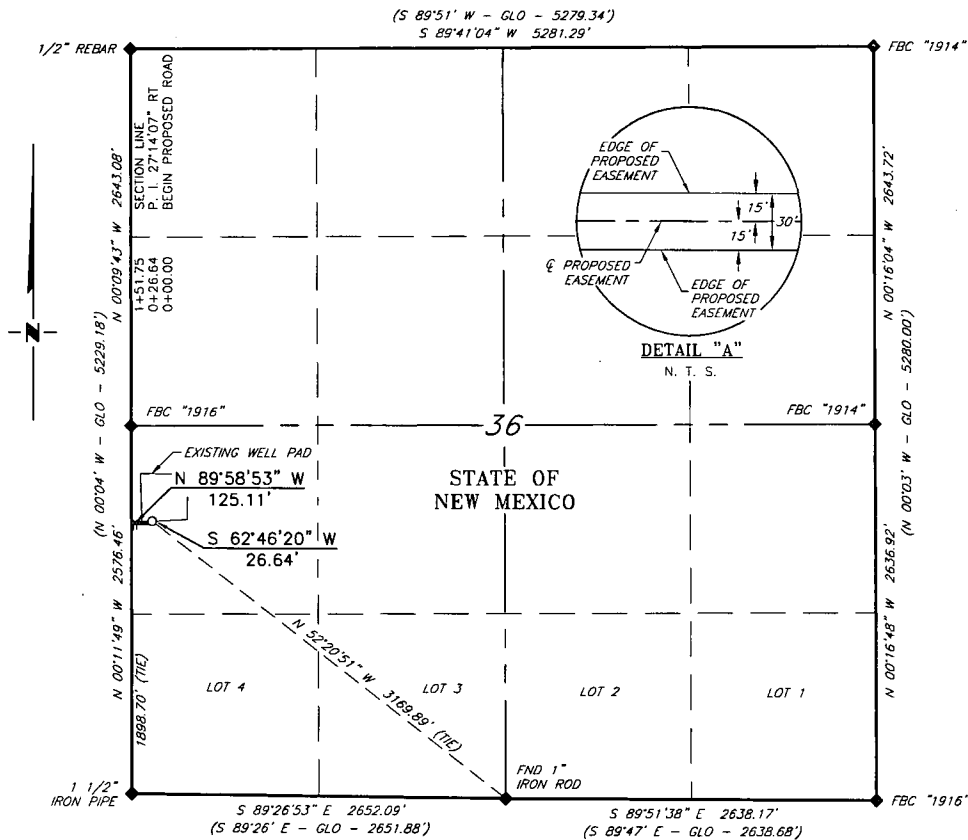 (S 89°51' W - GLO - 5279.34')
S 89°41'04" W 5281.29'
1/2" REBAR
FBC "1914"
N 00°09'43" W 2643.08'
SECTION LINE
P. I. 27°14'07" RT
BEGIN PROPOSED ROAD
1+51.75
0+26.64
0+00.00
EDGE OF
PROPOSED
EASEMENT
15'
30'
15'
℄ PROPOSED
EASEMENT
EDGE OF
PROPOSED
EASEMENT
DETAIL "A"
N. T. S.
N 00°16'04" W 2643.72'
N
(N 00°04' W - GLO - 5229.18')
(N 00°03' W - GLO - 5280.00')
FBC "1916"
36
FBC "1914"
EXISTING WELL PAD
N 89°58'53" W
125.11'
STATE OF
NEW MEXICO
S 62°46'20" W
26.64'
N 00°11'49" W 2576.46'
1898.70' (TIE)
N 52°20'51" W 3169.89' (TIE)
N 00°16'48" W 2636.92'
LOT 4
LOT 3
LOT 2
LOT 1
1 1/2"
IRON PIPE
FND 1"
IRON ROD
FBC "1916"
S 89°26'53" E 2652.09'
(S 89°26' E - GLO - 2651.88')
S 89°51'38" E 2638.17'
(S 89°47' E - GLO - 2638.68')